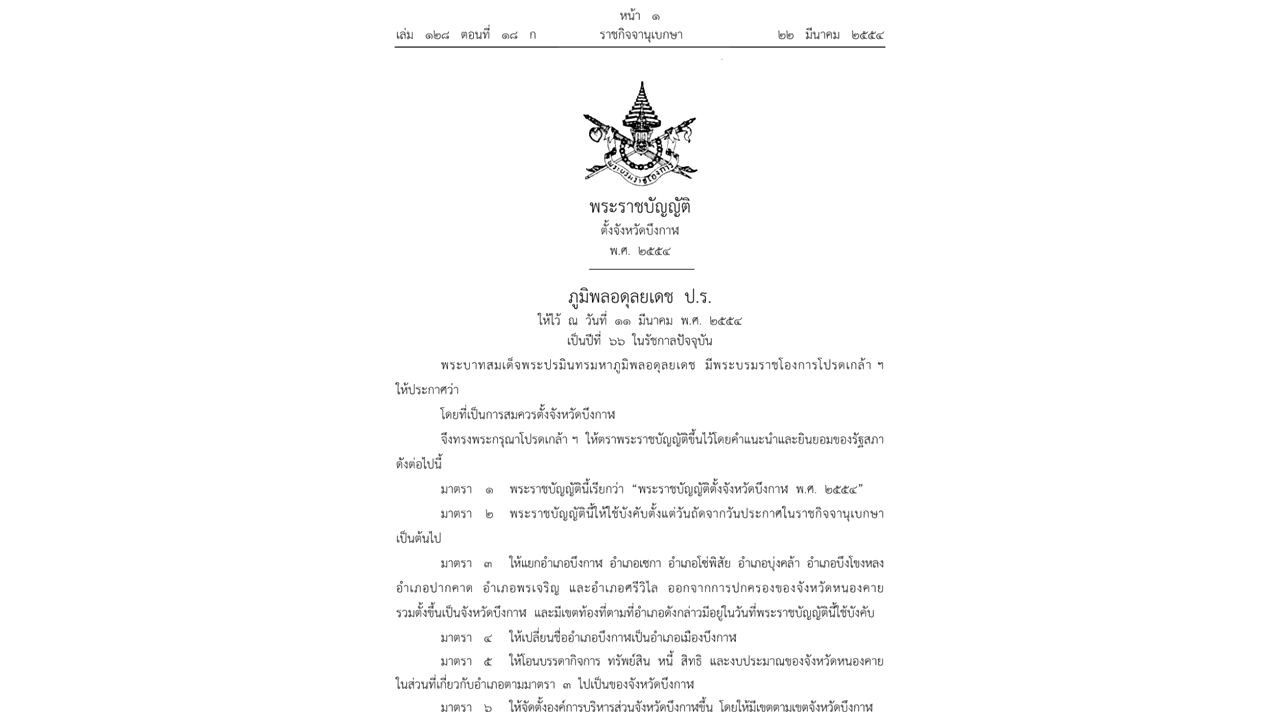 หน้า ๑
เล่ม ๑๒๘ ตอนที่ ๑๘ ก ราชกิจจานุเบกษา ๒๒ มีนาคม ๒๕๕๔
พระบรมราชโองการ
พระราชบัญญัติ
ตั้งจังหวัดบึงกาฬ
พ.ศ. ๒๕๕๔
ภูมิพลอดุลยเดช ป.ร.
ให้ไว้ ณ วันที่ ๑๑ มีนาคม พ.ศ. ๒๕๕๔
เป็นปีที่ ๖๖ ในรัชกาลปัจจุบัน
พระบาทสมเด็จพระปรมินทรมหาภูมิพลอดุลยเดช มีพระบรมราชโองการโปรดเกล้า ฯ
ให้ประกาศว่า
โดยที่เป็นการสมควรตั้งจังหวัดบึงกาฬ
จึงทรงพระกรุณาโปรดเกล้า ฯ ให้ตราพระราชบัญญัติขึ้นไว้โดยคำแนะนำและยินยอมของรัฐสภา
ดังต่อไปนี้
มาตรา ๑ พระราชบัญญัตินี้เรียกว่า “พระราชบัญญัติตั้งจังหวัดบึงกาฬ พ.ศ. ๒๕๕๔”
มาตรา ๒ พระราชบัญญัตินี้ให้ใช้บังคับตั้งแต่วันถัดจากวันประกาศในราชกิจจานุเบกษา
เป็นต้นไป
มาตรา ๓ ให้แยกอำเภอบึงกาฬ อำเภอเซกา อำเภอโซ่พิสัย อำเภอบุ่งคล้า อำเภอบึงโขงหลง
อำเภอปากคาด อำเภอพรเจริญ และอำเภอศรีวิไล ออกจากการปกครองของจังหวัดหนองคาย
รวมตั้งขึ้นเป็นจังหวัดบึงกาฬ และมีเขตท้องที่ตามที่อำเภอดังกล่าวมีอยู่ในวันที่พระราชบัญญัตินี้ใช้บังคับ
มาตรา ๔ ให้เปลี่ยนชื่ออำเภอบึงกาฬเป็นอำเภอเมืองบึงกาฬ
มาตรา ๕ ให้โอนบรรดากิจการ ทรัพย์สิน หนี้ สิทธิ และงบประมาณของจังหวัดหนองคาย
ในส่วนที่เกี่ยวกับอำเภอตามมาตรา ๓ ไปเป็นของจังหวัดบึงกาฬ
มาตรา ๖ ให้จัดตั้งองค์การบริหารส่วนจังหวัดบึงกาฬขึ้น โดยให้มีเขตตามเขตจังหวัดบึงกาฬ